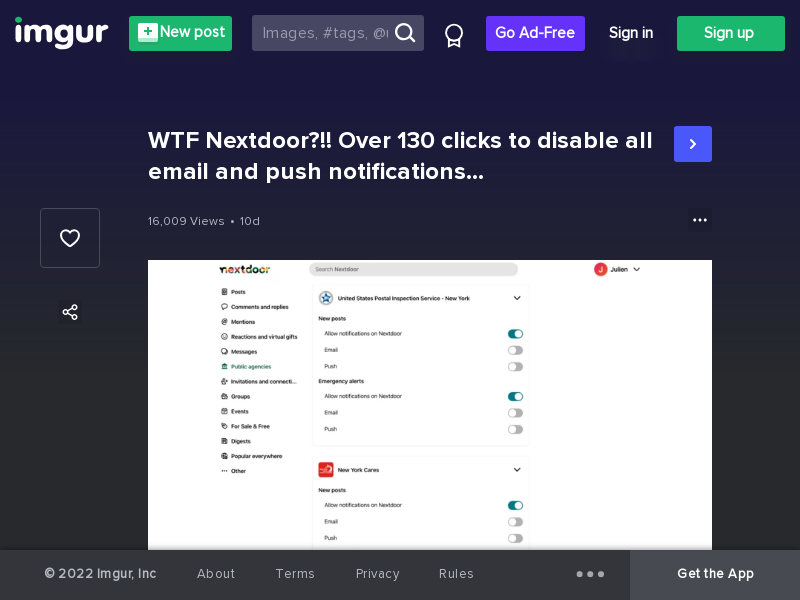 imgur
New post
Images, #tags, @u
Go Ad-Free
Sign in
Sign up
WTF Nextdoor?!! Over 130 clicks to disable all
email and push notifications...
16,009 Views • 10d
nextdoor
Search Nextdoor
J
Julien
Posts
Comments and replies
Mentions
Reactions and virtual gifts
Messages
Public agencies
Invitations and connecti...
Groups
Events
For Sale & Free
Digests
Popular everywhere
Other
United States Postal Inspection Service - New York
New posts
Allow notifications on Nextdoor
Email
Push
Emergency alerts
Allow notifications on Nextdoor
Email
Push
New York Cares
New posts
Allow notifications on Nextdoor
Email
Push
© 2022 Imgur, Inc
About
Terms
Privacy
Rules
Get the App